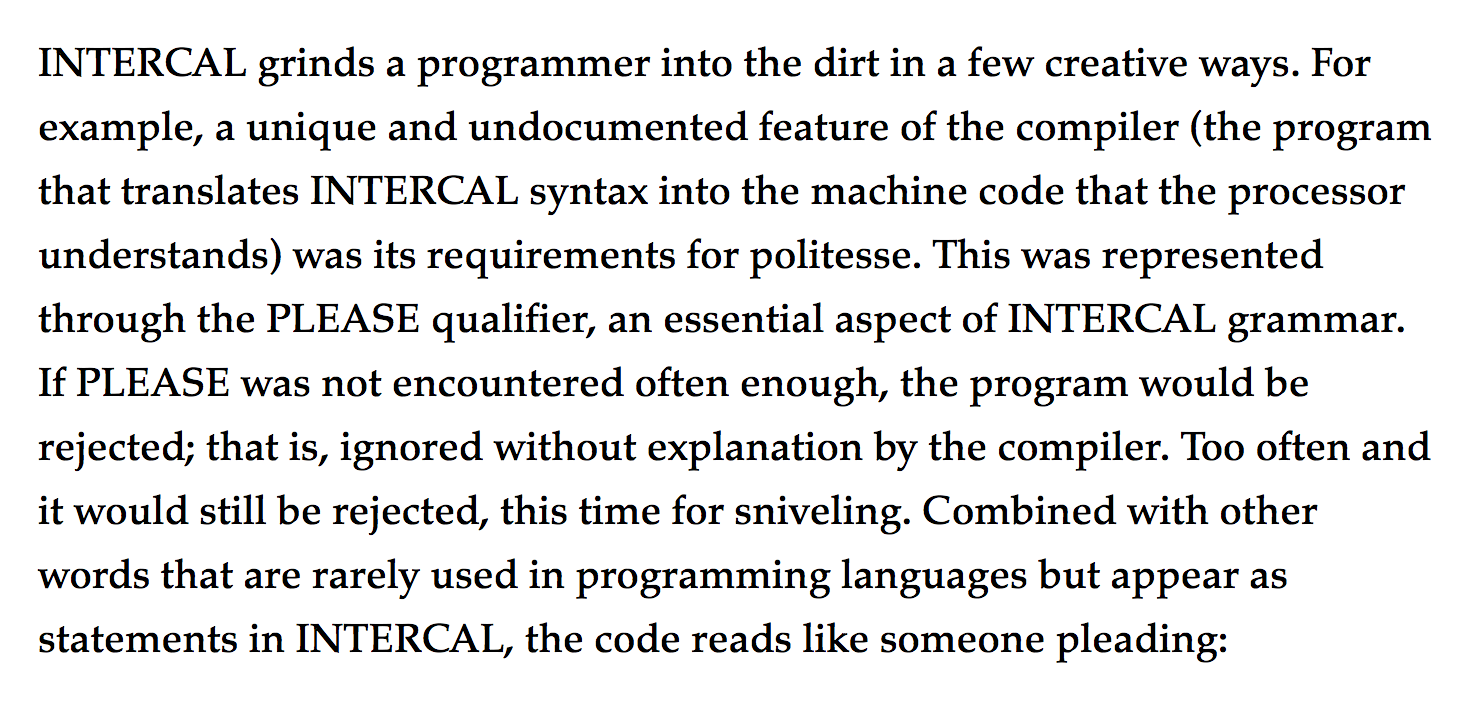 INTERCAL grinds a programmer into the dirt in a few creative ways. For
example, a unique and undocumented feature of the compiler (the program
that translates INTERCAL syntax into the machine code that the processor
understands) was its requirements for politesse. This was represented
through the PLEASE qualifier, an essential aspect of INTERCAL grammar.
If PLEASE was not encountered often enough, the program would be
rejected; that is, ignored without explanation by the compiler. Too often and
it would still be rejected, this time for sniveling. Combined with other
words that are rarely used in programming languages but appear as
statements in INTERCAL, the code reads like someone pleading: